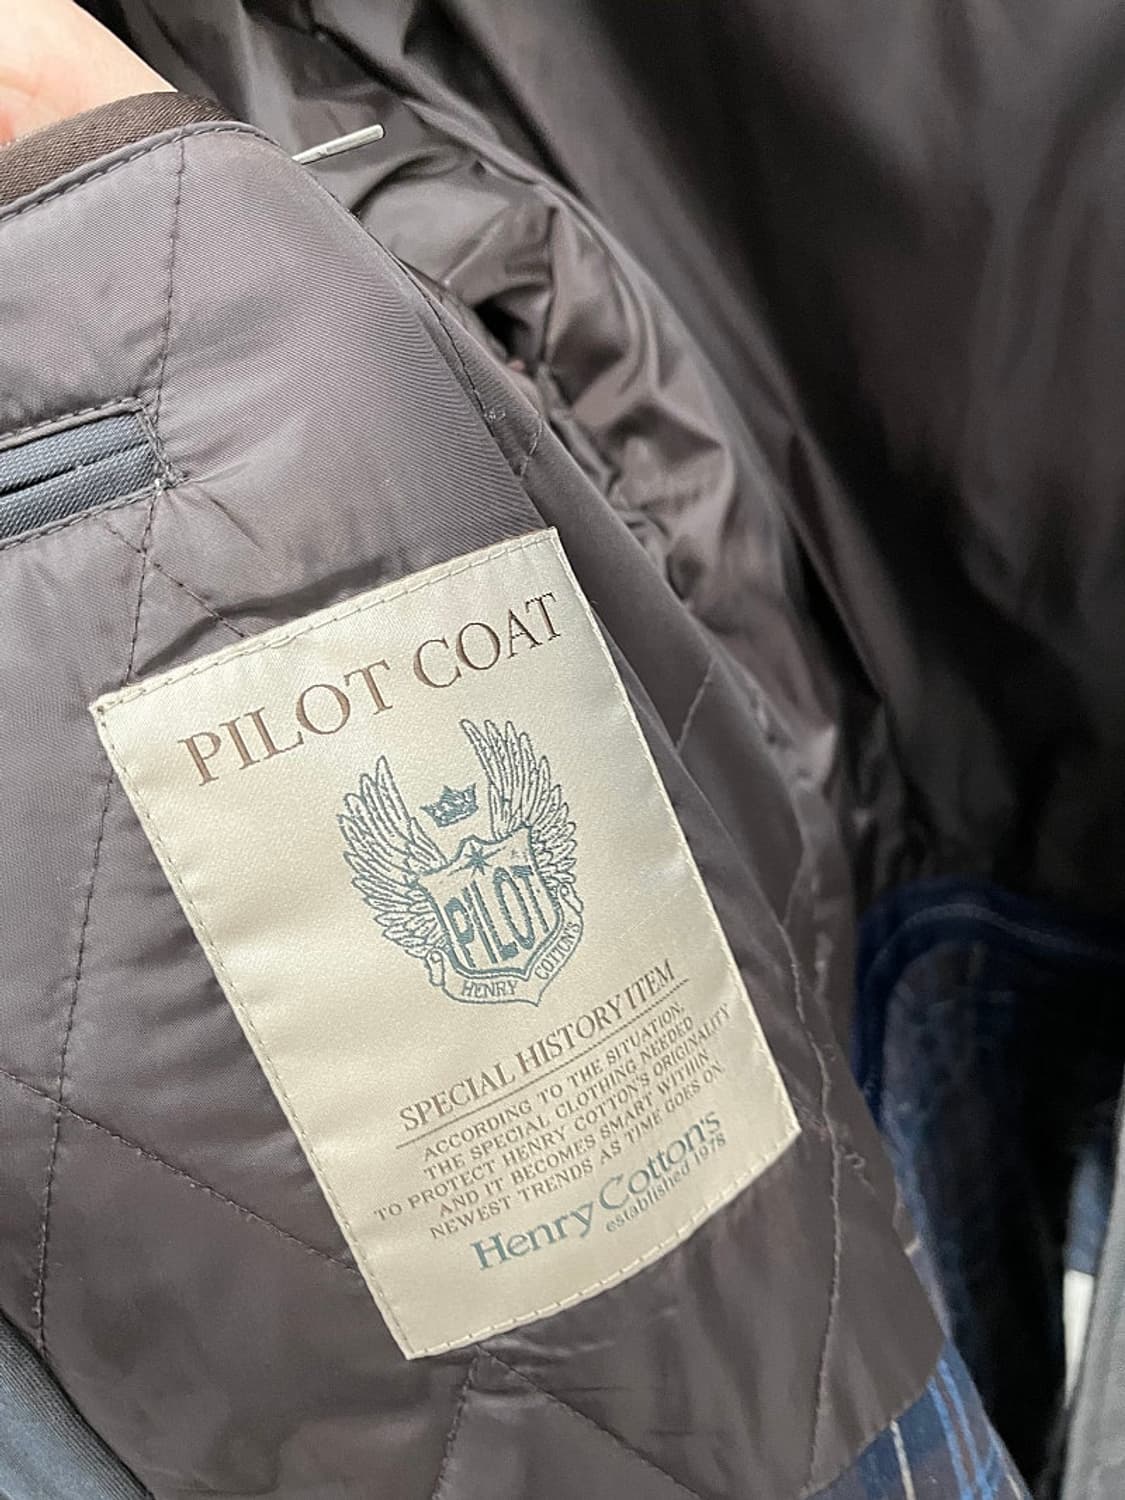 PILOT COAT
PILOT
HENRY COTTON'S
SPECIAL HISTORY ITEM
ACCORDING TO THE SITUATION,
THE SPECIAL CLOTHING NEEDED
TO PROTECT HENRY COTTON'S ORIGINALITY
AND IT BECOMES SMART WITHIN
NEWEST TRENDS AS TIME GOES ON.
Henry Cotton's
established 1978